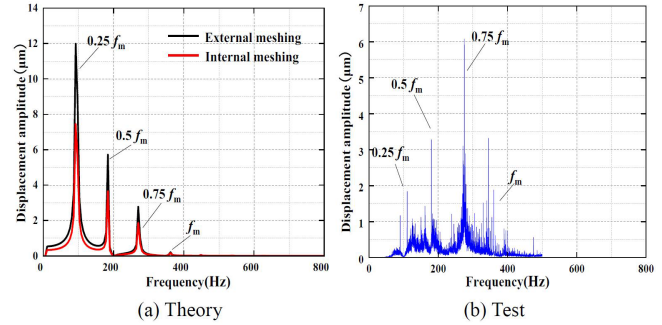 (a)
(b)
14
12
10
8
6
4
2
0
Displacement amplitude(μm)
0.25 fm
External meshing
Internal meshing
0.5 fm
0.75 fm
fm
0 200 400 600 800
Frequency(Hz)
(a) Theory
7
6
5
4
3
2
1
0
Displacement amplitude (μm)
0.75 fm
0.5 fm
0.25 fm
fm
0 200 400 600 800
Frequency(Hz)
(b) Test